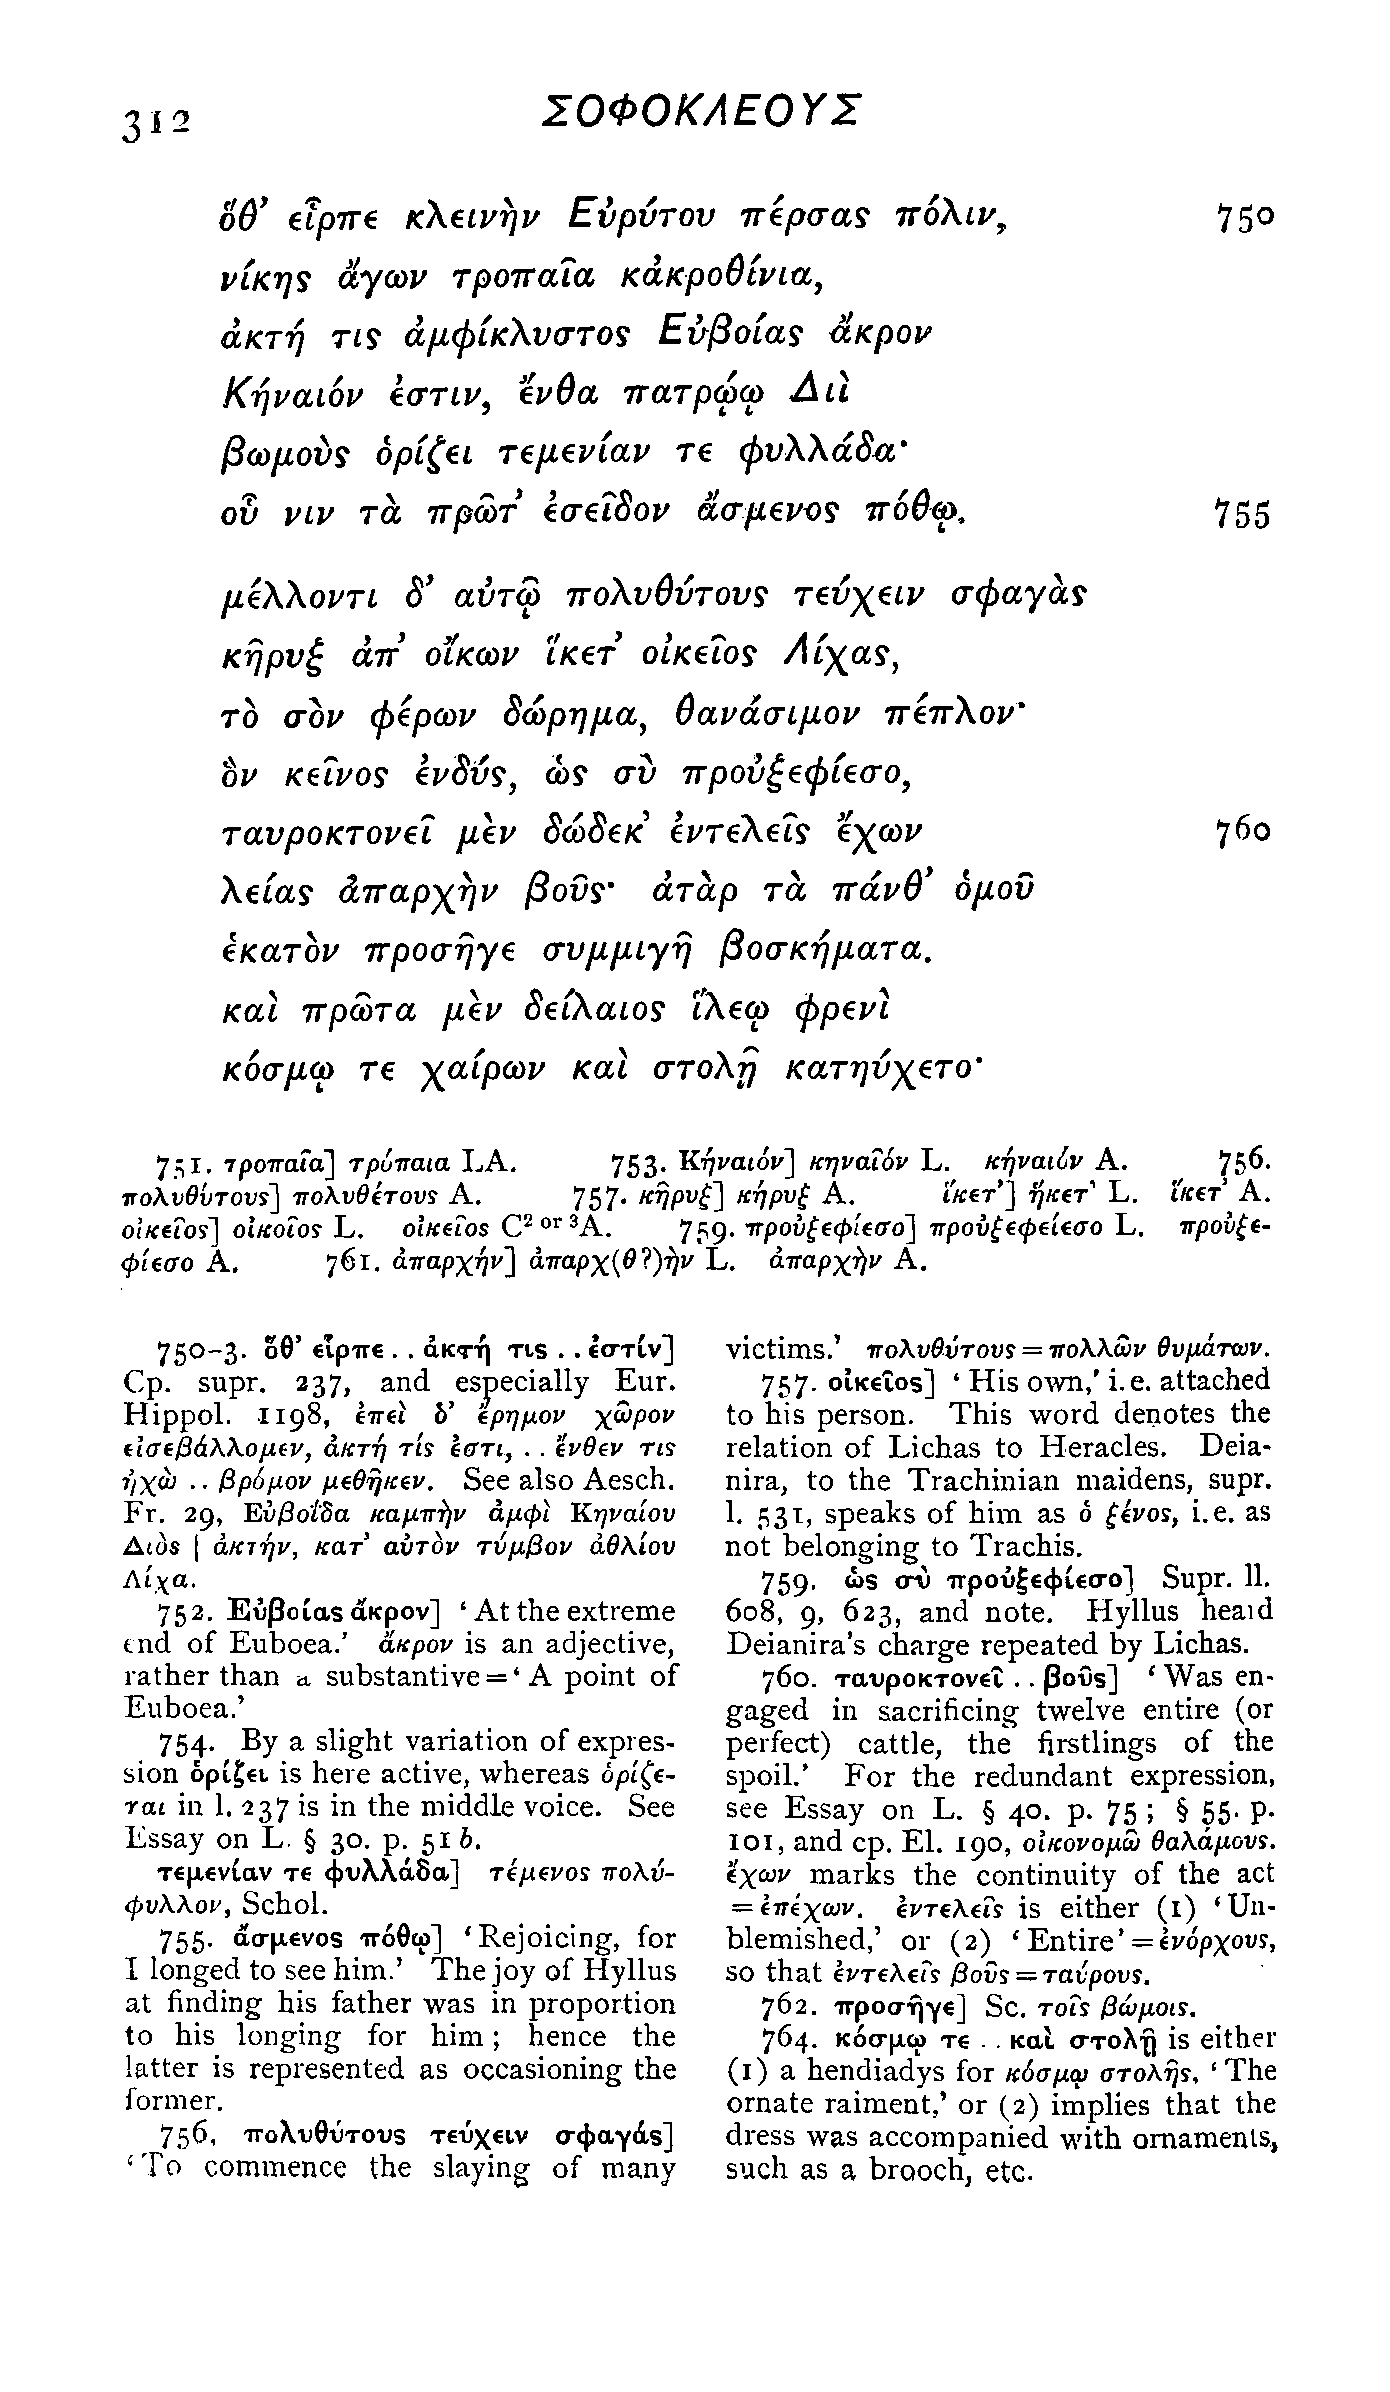 312 ΣΟΦΟΚΛΕΟΥΣ
ὅθ’ εἷρπε κλεινὴν Εὐρύτου πέρσας πόλιν, 750
νίκης ἄγων τροπαῖα κἀκροθίνια,
ἀκτή τις ἀμφίκλυστος Εὐβοίας ἄκρον
Κήναιόν ἐστιν, ἔνθα πατρῴῳ Διὶ
βωμοὺς ὁρίζει τεμενίαν τε φυλλάδα·
οὗ νιν τὰ πρῶτ’ ἐσεῖδον ἄσμενος πόθῳ. 755
μέλλοντι δ’ αὐτῷ πολυθύτους τεύχειν σφαγὰς
κῆρυξ ἀπ’ οἴκων ἵκετ’ οἰκεῖος Λίχας,
τὸ σὸν φέρων δώρημα, θανάσιμον πέπλον·
ὃν κεῖνος ἐνδύς, ὡς σὺ προὐξεφίεσο,
ταυροκτονεῖ μὲν δώδεκ’ ἐντελεῖς ἔχων 760
λείας ἀπαρχὴν βοῦς· ἀτὰρ τὰ πάνθ’ ὁμοῦ
ἑκατὸν προσῆγε συμμιγῆ βοσκήματα.
καὶ πρῶτα μὲν δείλαιος ἵλεῳ φρενὶ
κόσμῳ τε χαίρων καὶ στολῇ κατηύχετο·
751. τροπαῖα] τρόπαια LA. 753. Κήναιόν] κηναῖόν L. κήναιόν A. 756.
πολυθύτους] πολυθέτους A. 757. κῆρυξ] κήρυξ A. ἵκετ’] ἥκετ’ L. ἵκετ’ A.
οἰκεῖος] οἰκοῖος L. οἰκεῖος C² or ³A. 759. προὐξεφίεσο] προὐξεφείεσο L. προὐξε-
φίεσο A. 761. ἀπαρχήν] ἀπαρχ(θ?)ὴν L. ἀπαρχὴν A.
750-3. ὅθ’ εἷρπε . . ἀκτή τις . . ἐστίν]
Cp. supr. 237, and especially Eur.
Hippol. 1198, ἐπεὶ δ’ ἔρημον χῶρον
εἰσεβάλλομεν, ἀκτή τίς ἐστι, . . ἔνθεν τις
ἠχὼ . . βρόμον μεθῆκεν. See also Aesch.
Fr. 29, Εὐβοΐδα καμπὴν ἀμφὶ Κηναίου
Διὸς | ἀκτήν, κατ’ αὐτὸν τύμβον ἀθλίου
Λίχα.
752. Εὐβοίας ἄκρον] ‘At the extreme
end of Euboea.’ ἄκρον is an adjective,
rather than a substantive = ‘A point of
Euboea.’
754. By a slight variation of expres-
sion ὁρίζει is here active, whereas ὁρίζε-
ται in l. 237 is in the middle voice. See
Essay on L. § 30. p. 51 b.
τεμενίαν τε φυλλάδα] τέμενος πολύ-
φυλλον, Schol.
755. ἄσμενος πόθῳ] ‘Rejoicing, for
I longed to see him.’ The joy of Hyllus
at finding his father was in proportion
to his longing for him; hence the
latter is represented as occasioning the
former.
756. πολυθύτους τεύχειν σφαγάς]
‘To commence the slaying of many
victims.’ πολυθύτους = πολλῶν θυμάτων.
757. οἰκεῖος] ‘His own,’ i. e. attached
to his person. This word denotes the
relation of Lichas to Heracles. Deia-
nira, to the Trachinian maidens, supr.
l. 531, speaks of him as ὁ ξένος, i. e. as
not belonging to Trachis.
759. ὡς σὺ προὐξεφίεσο] Supr. ll.
608, 9, 623, and note. Hyllus heard
Deianira’s charge repeated by Lichas.
760. ταυροκτονεῖ . . βοῦς] ‘Was en-
gaged in sacrificing twelve entire (or
perfect) cattle, the firstlings of the
spoil.’ For the redundant expression,
see Essay on L. § 40. p. 75; § 55. p.
101, and cp. El. 190, οἰκονομῶ θαλάμους.
ἔχων marks the continuity of the act
= ἐπέχων. ἐντελεῖς is either (1) ‘Un-
blemished,’ or (2) ‘Entire’ = ἐνόρχους,
so that ἐντελεῖς βοῦς = ταύρους.
762. προσῆγε] Sc. τοῖς βώμοις.
764. κόσμῳ τε . . καὶ στολῇ is either
(1) a hendiadys for κόσμῳ στολῆς, ‘The
ornate raiment,’ or (2) implies that the
dress was accompanied with ornaments,
such as a brooch, etc.